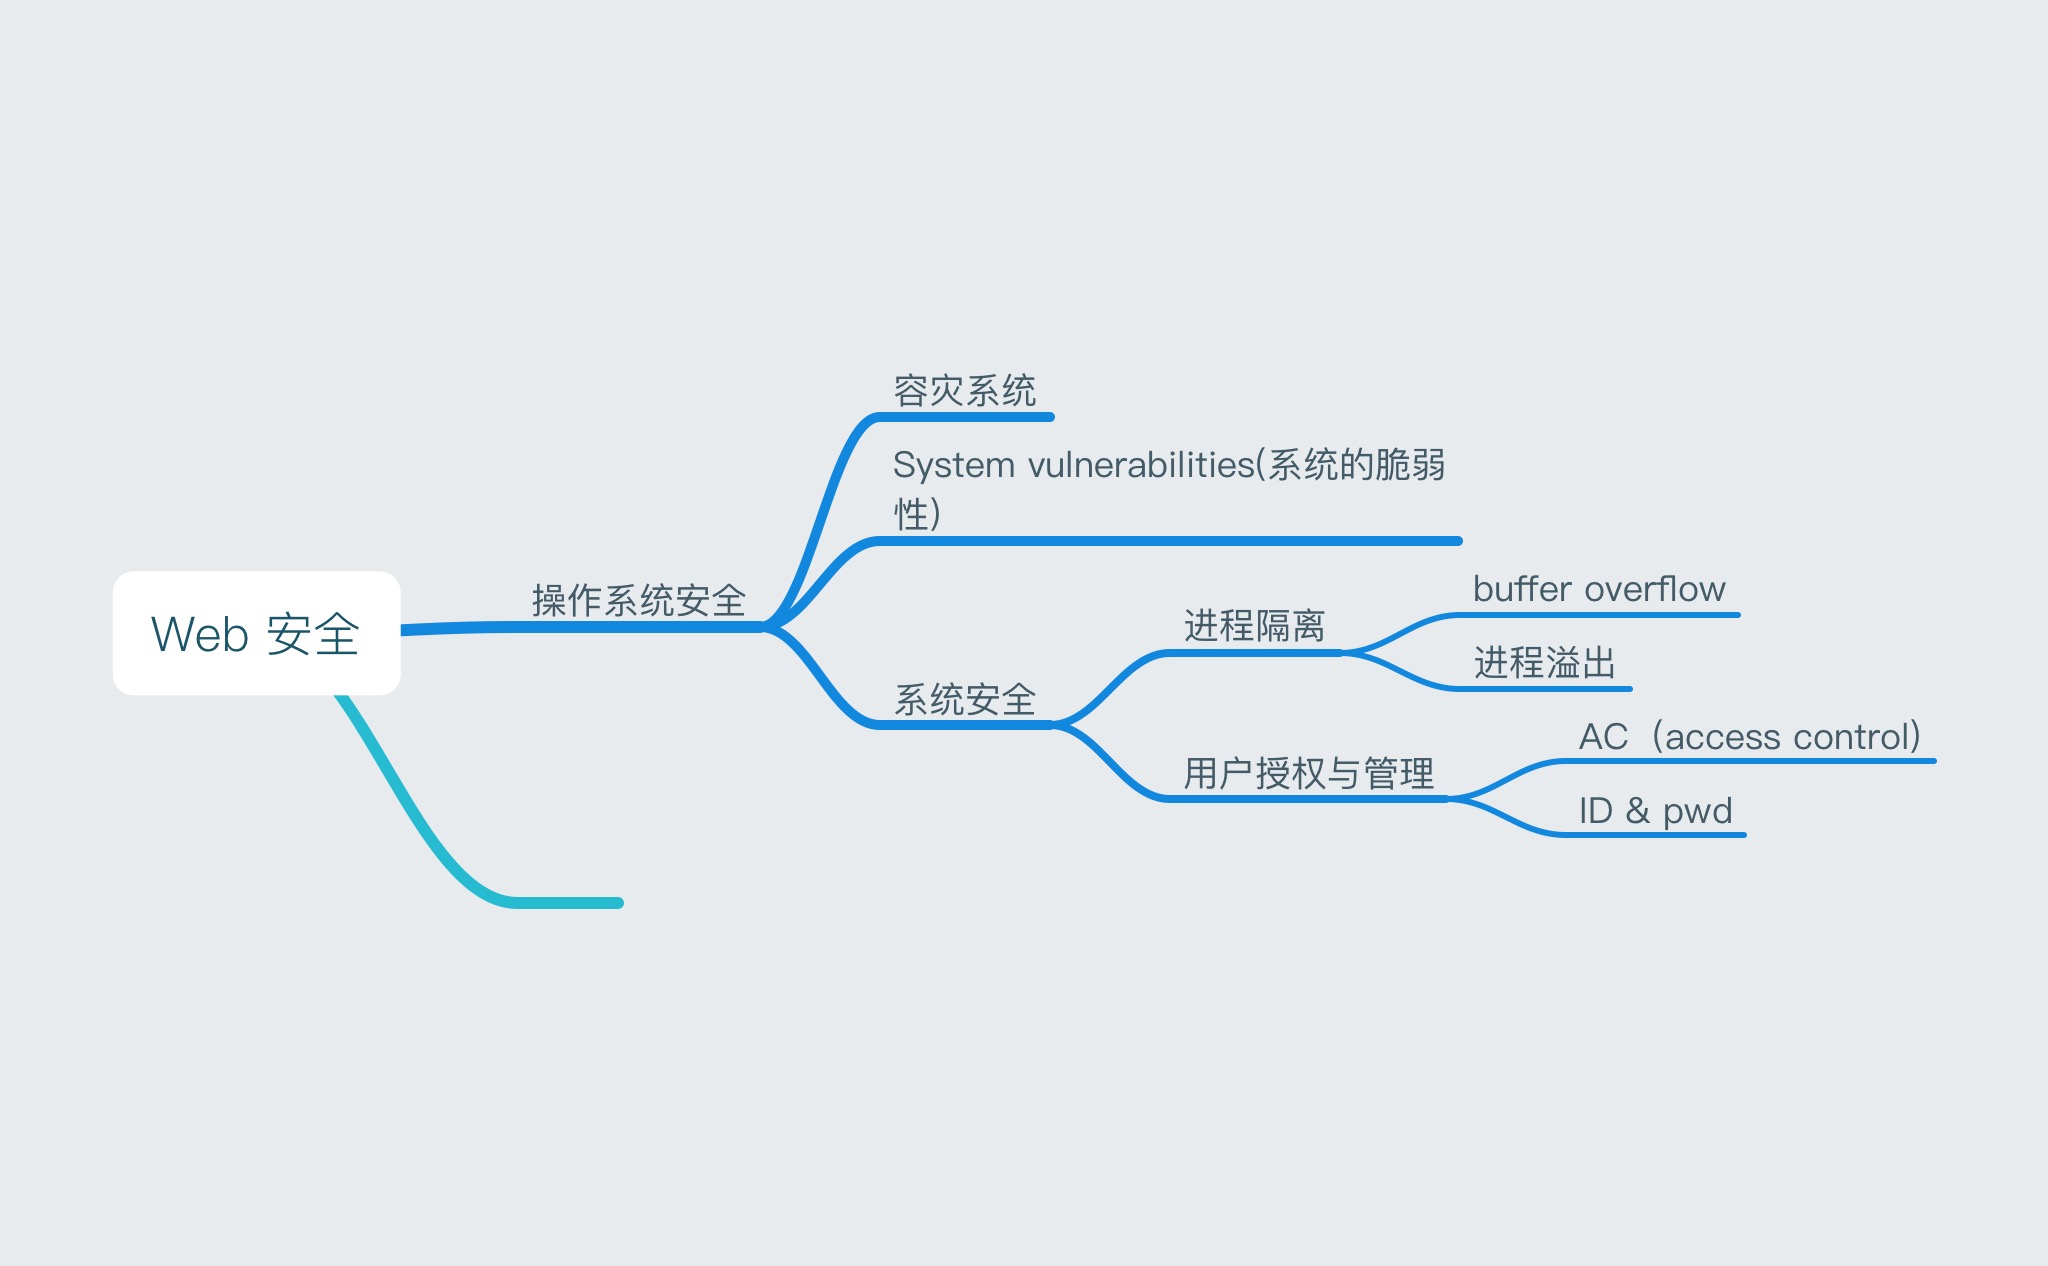 Web 安全
操作系统安全
容灾系统
System vulnerabilities(系统的脆弱
性)
系统安全
进程隔离
buffer overflow
进程溢出
用户授权与管理
AC（access control)
ID & pwd